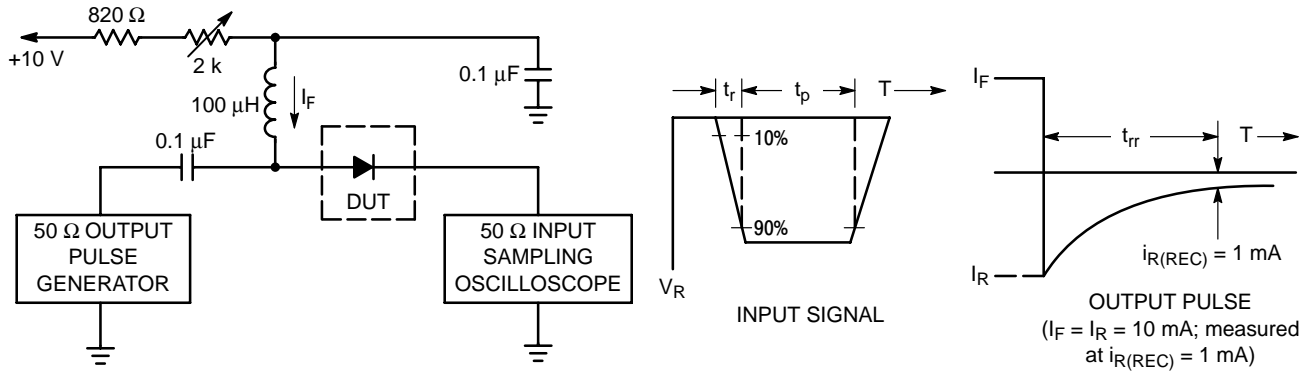 820 Ω
+10 V
2 k
0.1 µF
100 µH
I_F
0.1 µF
DUT
50 Ω OUTPUT
PULSE
GENERATOR
50 Ω INPUT
SAMPLING
OSCILLOSCOPE
t_r
t_p
T
10%
90%
V_R
INPUT SIGNAL
I_F
t_rr
T
i_R(REC) = 1 mA
I_R
OUTPUT PULSE
(I_F = I_R = 10 mA; measured
at i_R(REC) = 1 mA)